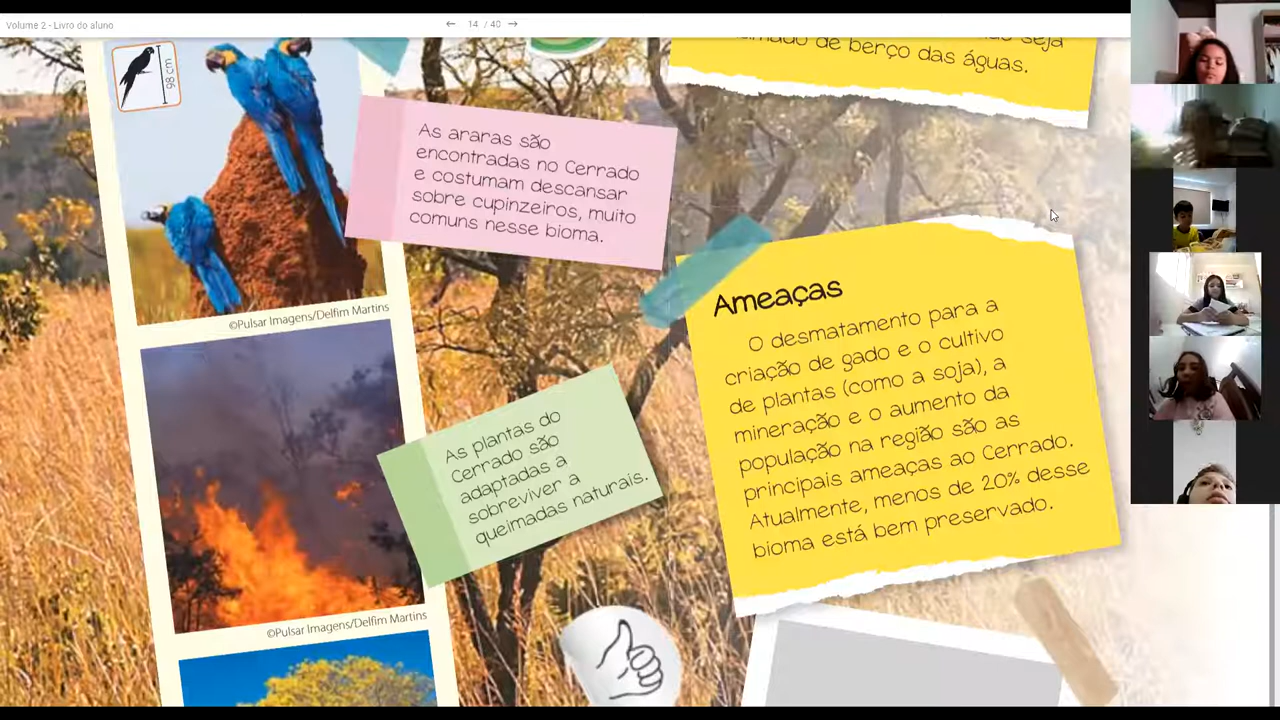 Volume 2 - Livro do aluno
14 / 40
98 cm
de berço das águas.
As araras são
encontradas no Cerrado
e costumam descansar
sobre cupinzeiros, muito
comuns nesse bioma.
©Pulsar Imagens/Delfim Martins
As plantas do
Cerrado são
adaptadas a
sobreviver a
queimadas naturais.
©Pulsar Imagens/Delfim Martins
Ameaças
O desmatamento para a
criação de gado e o cultivo
de plantas (como a soja), a
mineração e o aumento da
população na região são as
principais ameaças ao Cerrado.
Atualmente, menos de 20% desse
bioma está bem preservado.